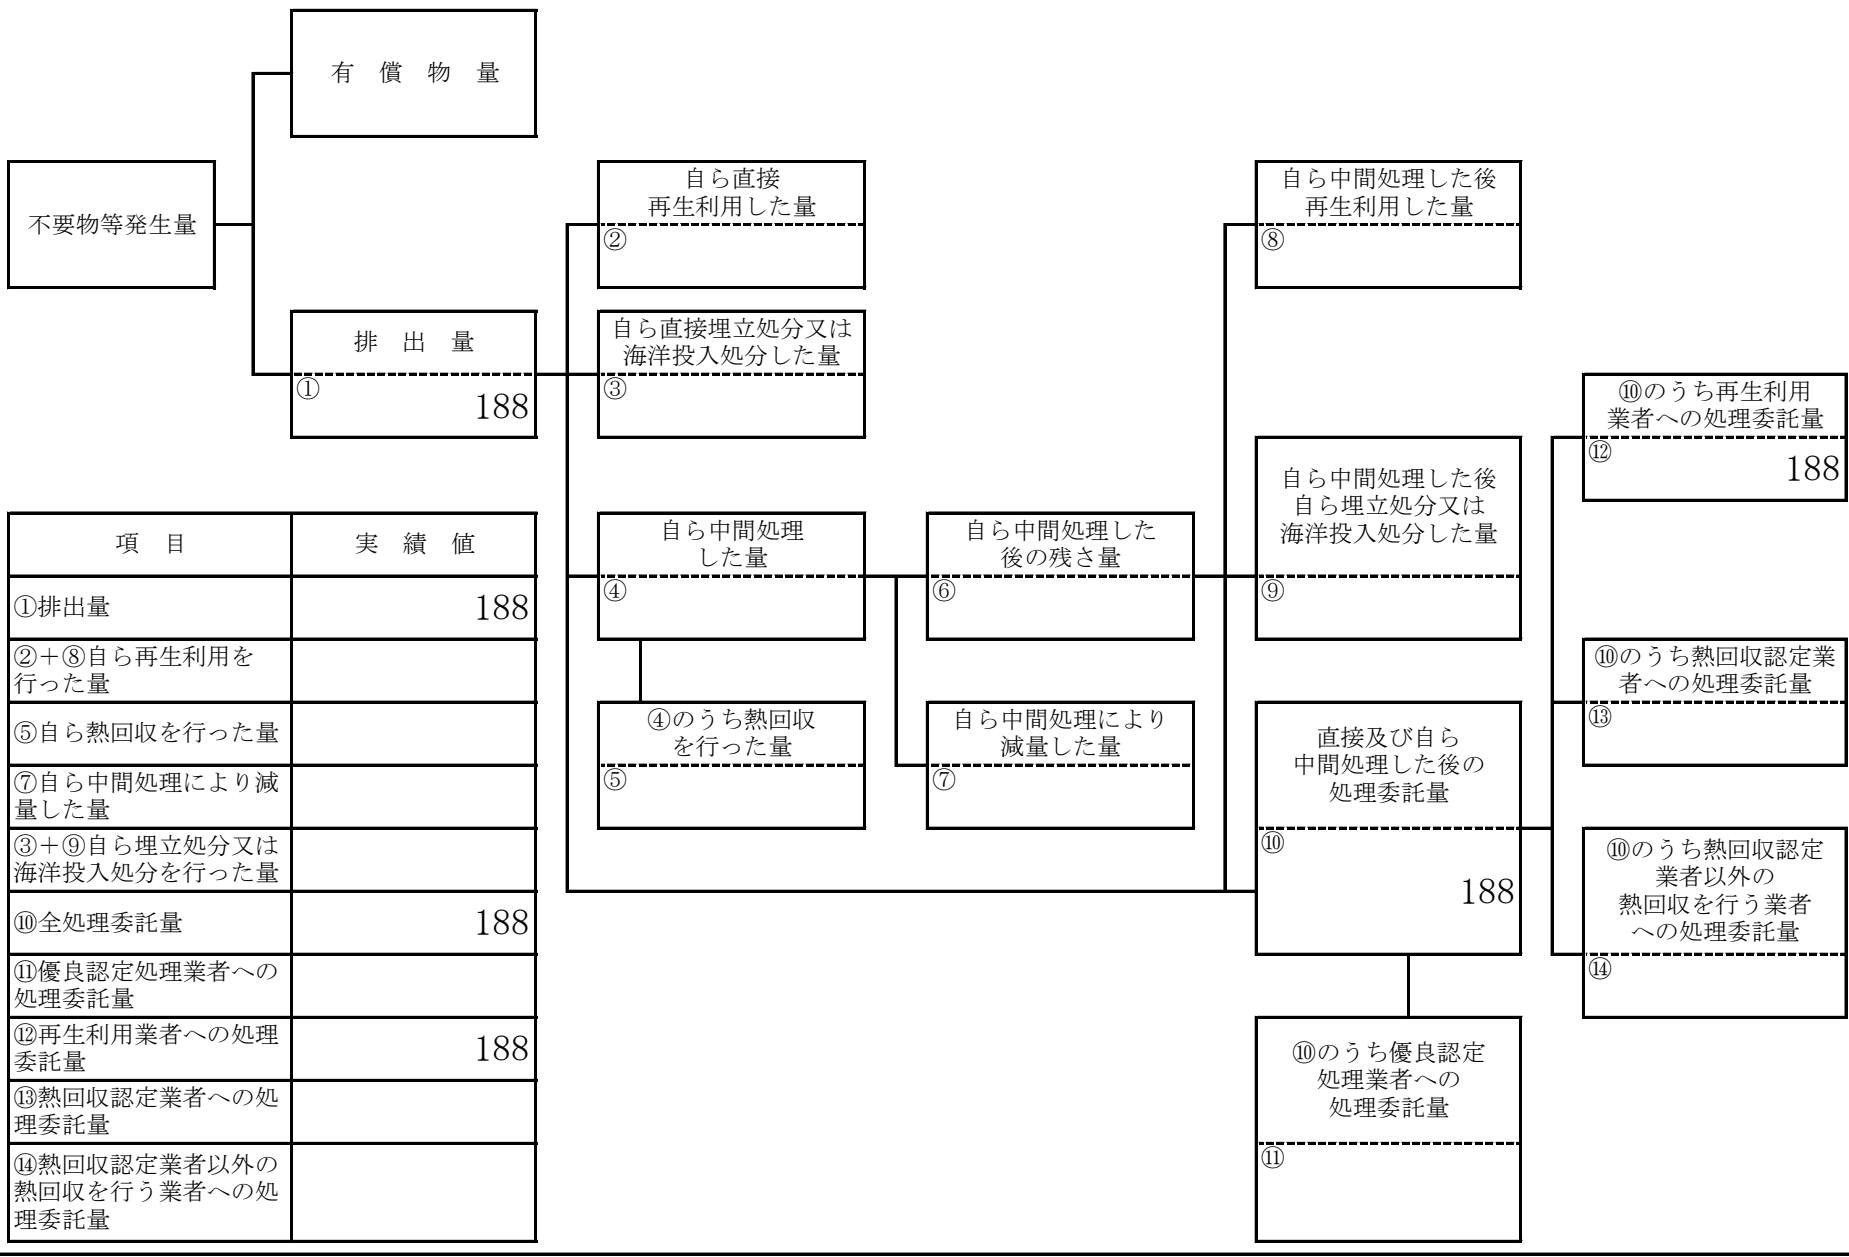 有　償　物　量
不要物等発生量
排　出　量
①
188
自ら直接
再生利用した量
②
自ら直接埋立処分又は
海洋投入処分した量
③
自ら中間処理
した量
④
④のうち熱回収
を行った量
⑤
自ら中間処理した
後の残さ量
⑥
自ら中間処理により
減量した量
⑦
自ら中間処理した後
再生利用した量
⑧
自ら中間処理した後
自ら埋立処分又は
海洋投入処分した量
⑨
直接及び自ら
中間処理した後の
処理委託量
⑩
188
⑩のうち優良認定
処理業者への
処理委託量
⑪
⑩のうち再生利用
業者への処理委託量
⑫
188
⑩のうち熱回収認定業
者への処理委託量
⑬
⑩のうち熱回収認定
業者以外の
熱回収を行う業者
への処理委託量
⑭
項　目
実　績　値
①排出量
188
②＋⑧自ら再生利用を
行った量
⑤自ら熱回収を行った量
⑦自ら中間処理により減
量した量
③＋⑨自ら埋立処分又は
海洋投入処分を行った量
⑩全処理委託量
188
⑪優良認定処理業者への
処理委託量
⑫再生利用業者への処理
委託量
188
⑬熱回収認定業者への処
理委託量
⑭熱回収認定業者以外の
熱回収を行う業者への処
理委託量